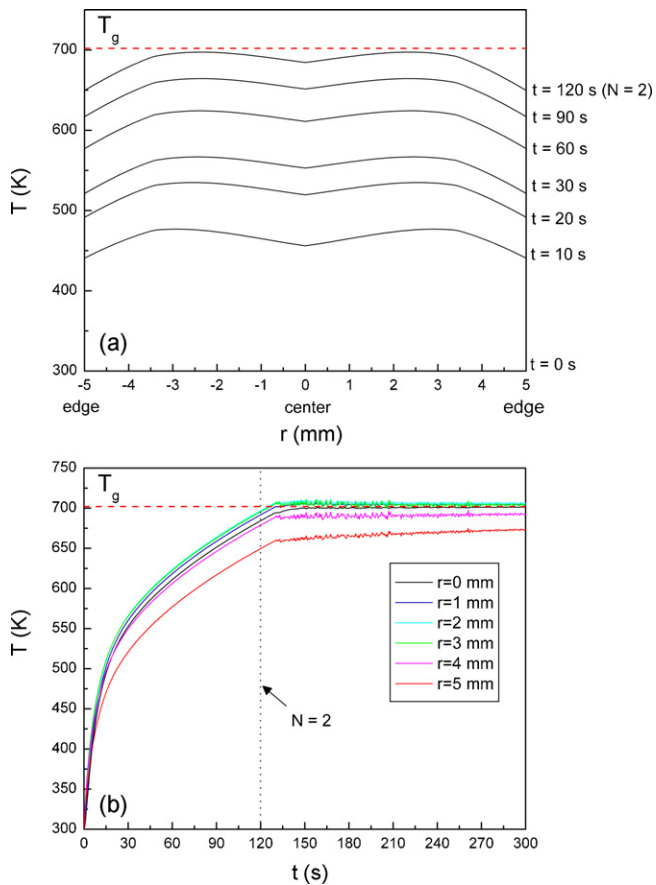 Tg
700
600
500
400
300
T (K)
t = 120 s (N = 2)
t = 90 s
t = 60 s
t = 30 s
t = 20 s
t = 10 s
t = 0 s
(a)
-5 -4 -3 -2 -1 0 1 2 3 4 5
edge center edge
r (mm)
Tg
750
700
650
600
550
500
450
400
350
300
T (K)
r=0 mm
r=1 mm
r=2 mm
r=3 mm
r=4 mm
r=5 mm
N = 2
(b)
0 30 60 90 120 150 180 210 240 270 300
t (s)